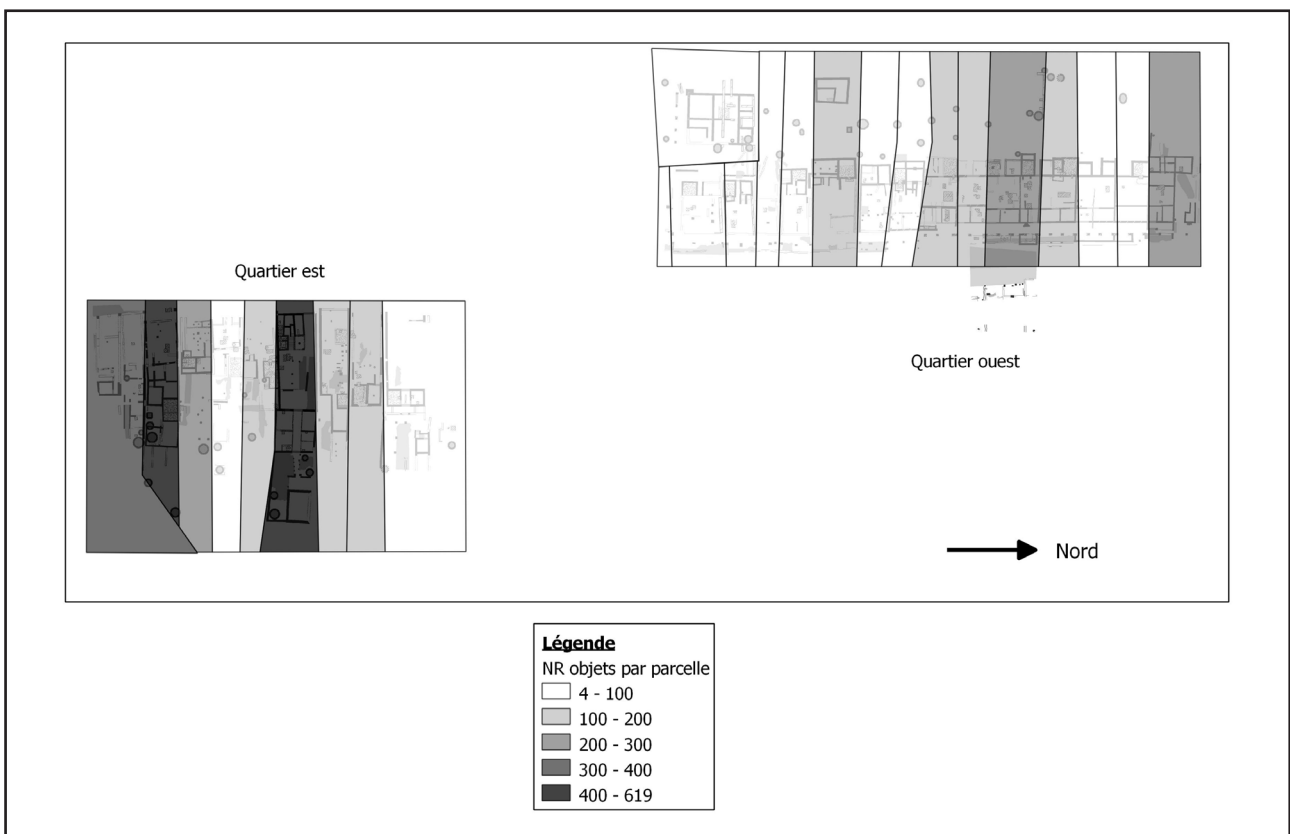 Quartier est
Quartier ouest
Nord
Légende
NR objets par parcelle
4 - 100
100 - 200
200 - 300
300 - 400
400 - 619